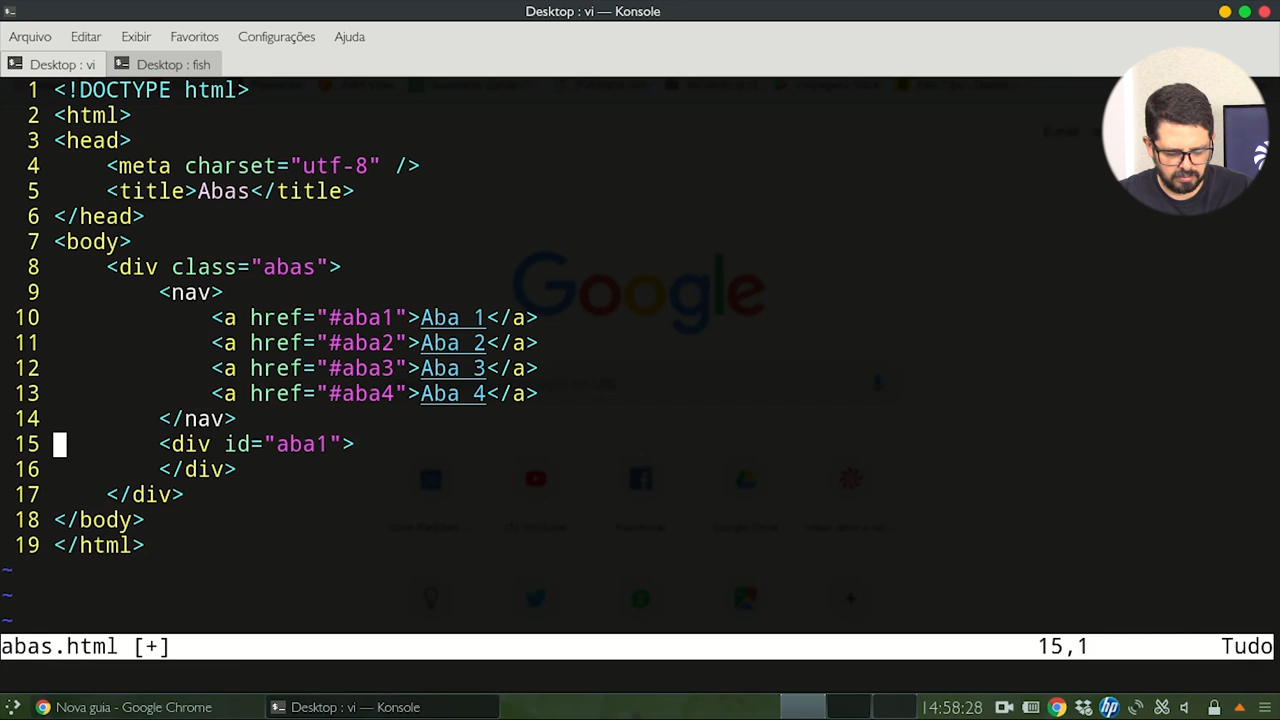 Desktop : vi — Konsole
Arquivo Editar Exibir Favoritos Configurações Ajuda
Desktop : vi Desktop : fish
1 <!DOCTYPE html>
2 <html>
3 <head>
4 <meta charset="utf-8" />
5 <title>Abas</title>
6 </head>
7 <body>
8 <div class="abas">
9 <nav>
10 <a href="#aba1">Aba 1</a>
11 <a href="#aba2">Aba 2</a>
12 <a href="#aba3">Aba 3</a>
13 <a href="#aba4">Aba 4</a>
14 </nav>
15 <div id="aba1">
16 </div>
17 </div>
18 </body>
19 </html>
~
~
~
Google
abas.html [+] 15,1 Tudo
Nova guia - Google Chrome Desktop : vi — Konsole 14:58:28